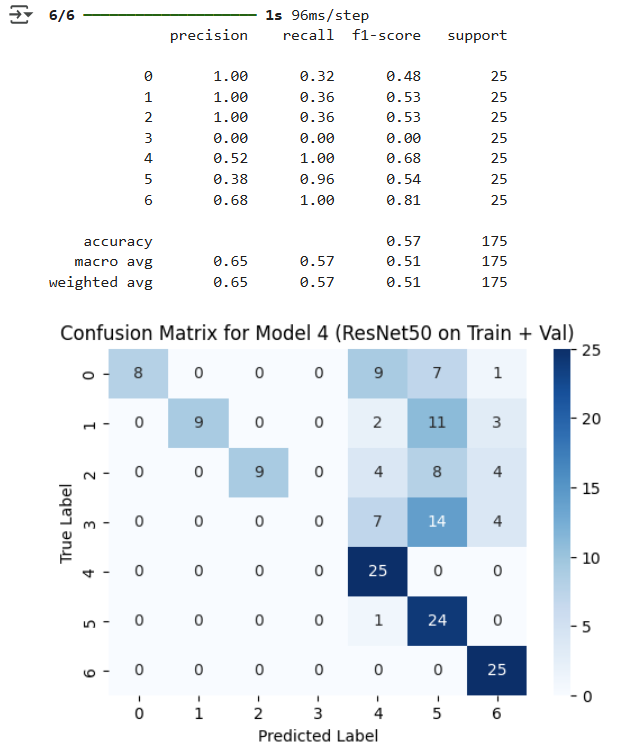 6/6 ━━━━━━━━━━━━━━━━━━━━ 1s 96ms/step
precision recall f1-score support
0 1.00 0.32 0.48 25
1 1.00 0.36 0.53 25
2 1.00 0.36 0.53 25
3 0.00 0.00 0.00 25
4 0.52 1.00 0.68 25
5 0.38 0.96 0.54 25
6 0.68 1.00 0.81 25
accuracy 0.57 175
macro avg 0.65 0.57 0.51 175
weighted avg 0.65 0.57 0.51 175
Confusion Matrix for Model 4 (ResNet50 on Train + Val)
True Label
0 8 0 0 0 9 7 1
1 0 9 0 0 2 11 3
2 0 0 9 0 4 8 4
3 0 0 0 0 7 14 4
4 0 0 0 0 25 0 0
5 0 0 0 0 1 24 0
6 0 0 0 0 0 0 25
0 1 2 3 4 5 6
Predicted Label
25
20
15
10
5
0